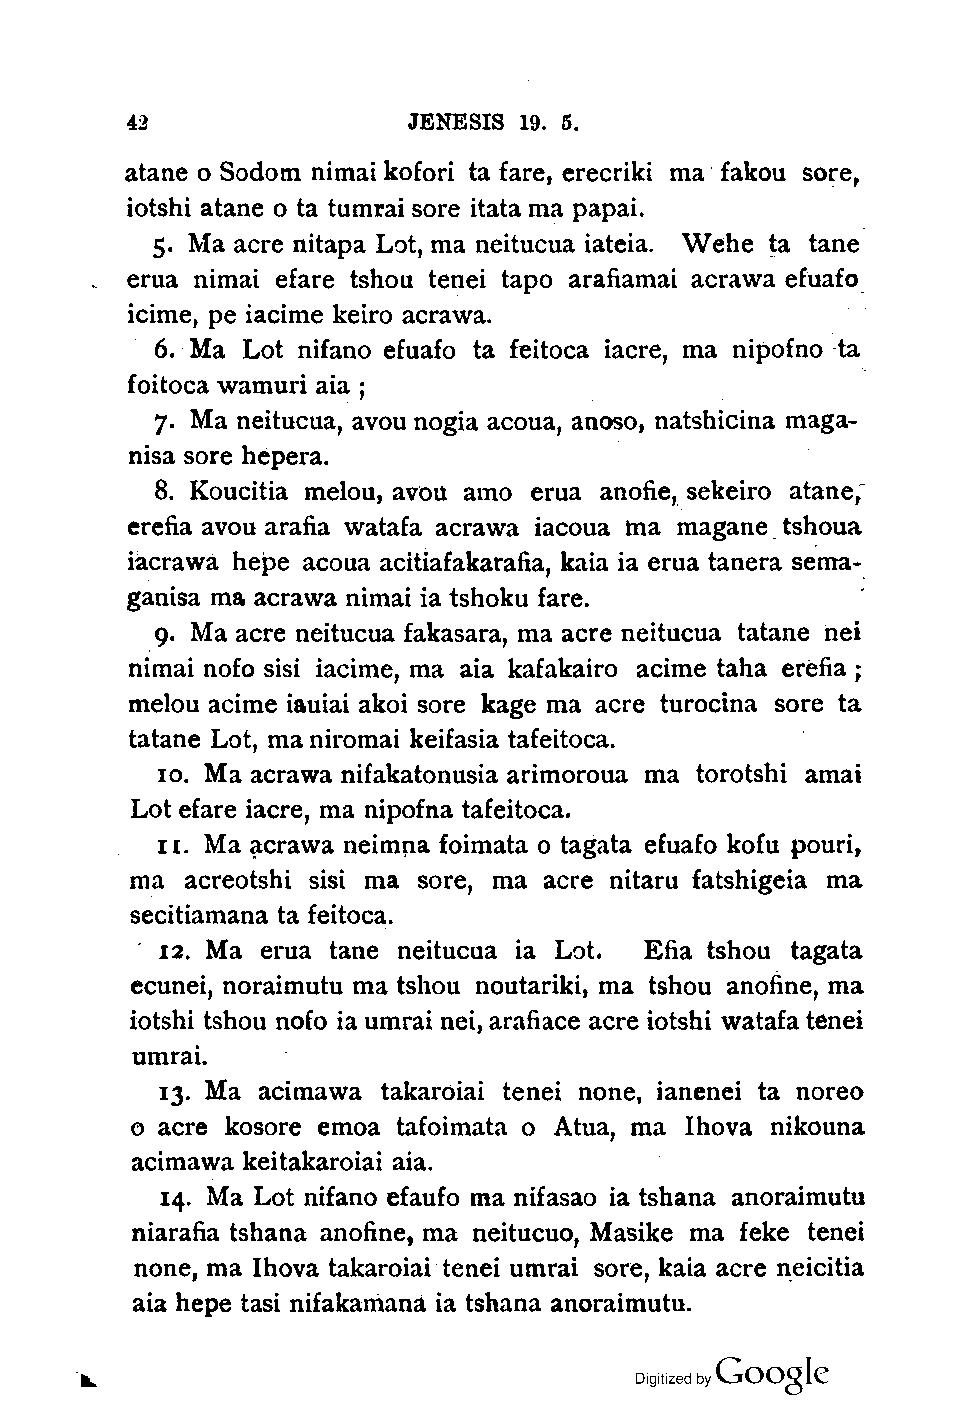 42 JENESIS 19. 5.
atane o Sodom nimai kofori ta fare, erecriki ma fakou sore,
iotshi atane o ta tumrai sore itata ma papai.
5. Ma acre nitapa Lot, ma neitucua iateia. Wehe ta tane
erua nimai efare tshou tenei tapo arafiamai acrawa efuafo
icime, pe iacime keiro acrawa.
6. Ma Lot nifano efuafo ta feitoca iacre, ma nipofno ta
foitoca wamuri aia ;
7. Ma neitucua, avou nogia acoua, anoso, natshicina maga-
nisa sore hepera.
8. Koucitia melou, avou amo erua anofie, sekeiro atane,
erefia avou arafia watafa acrawa iacoua ma magane tshoua
iacrawa hepe acoua acitiafakarafia, kaia ia erua tanera sema-
ganisa ma acrawa nimai ia tshoku fare.
9. Ma acre neitucua fakasara, ma acre neitucua tatane nei
nimai nofo sisi iacime, ma aia kafakairo acime taha erefia ;
melou acime iauiai akoi sore kage ma acre turocina sore ta
tatane Lot, ma niromai keifasia tafeitoca.
10. Ma acrawa nifakatonusia arimoroua ma torotshi amai
Lot efare iacre, ma nipofna tafeitoca.
11. Ma acrawa neimna foimata o tagata efuafo kofu pouri,
ma acreotshi sisi ma sore, ma acre nitaru fatshigeia ma
secitiamana ta feitoca.
12. Ma erua tane neitucua ia Lot. Efia tshou tagata
ecunei, noraimutu ma tshou noutariki, ma tshou anofine, ma
iotshi tshou nofo ia umrai nei, arafiace acre iotshi watafa tenei
umrai.
13. Ma acimawa takaroiai tenei none, ianenei ta noreo
o acre kosore emoa tafoimata o Atua, ma Ihova nikouna
acimawa keitakaroiai aia.
14. Ma Lot nifano efaufo ma nifasao ia tshana anoraimutu
niarafia tshana anofine, ma neitucuo, Masike ma feke tenei
none, ma Ihova takaroiai tenei umrai sore, kaia acre neicitia
aia hepe tasi nifakamana ia tshana anoraimutu.
Digitized by Google